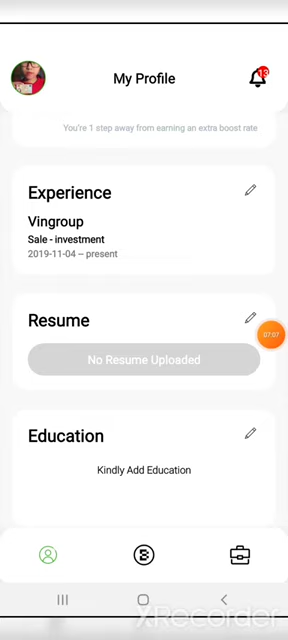 My Profile
13
You're 1 step away from earning an extra boost rate
Experience
Vingroup
Sale - investment
2019-11-04 – present
Resume
07:07
No Resume Uploaded
Education
Kindly Add Education
XRecorder